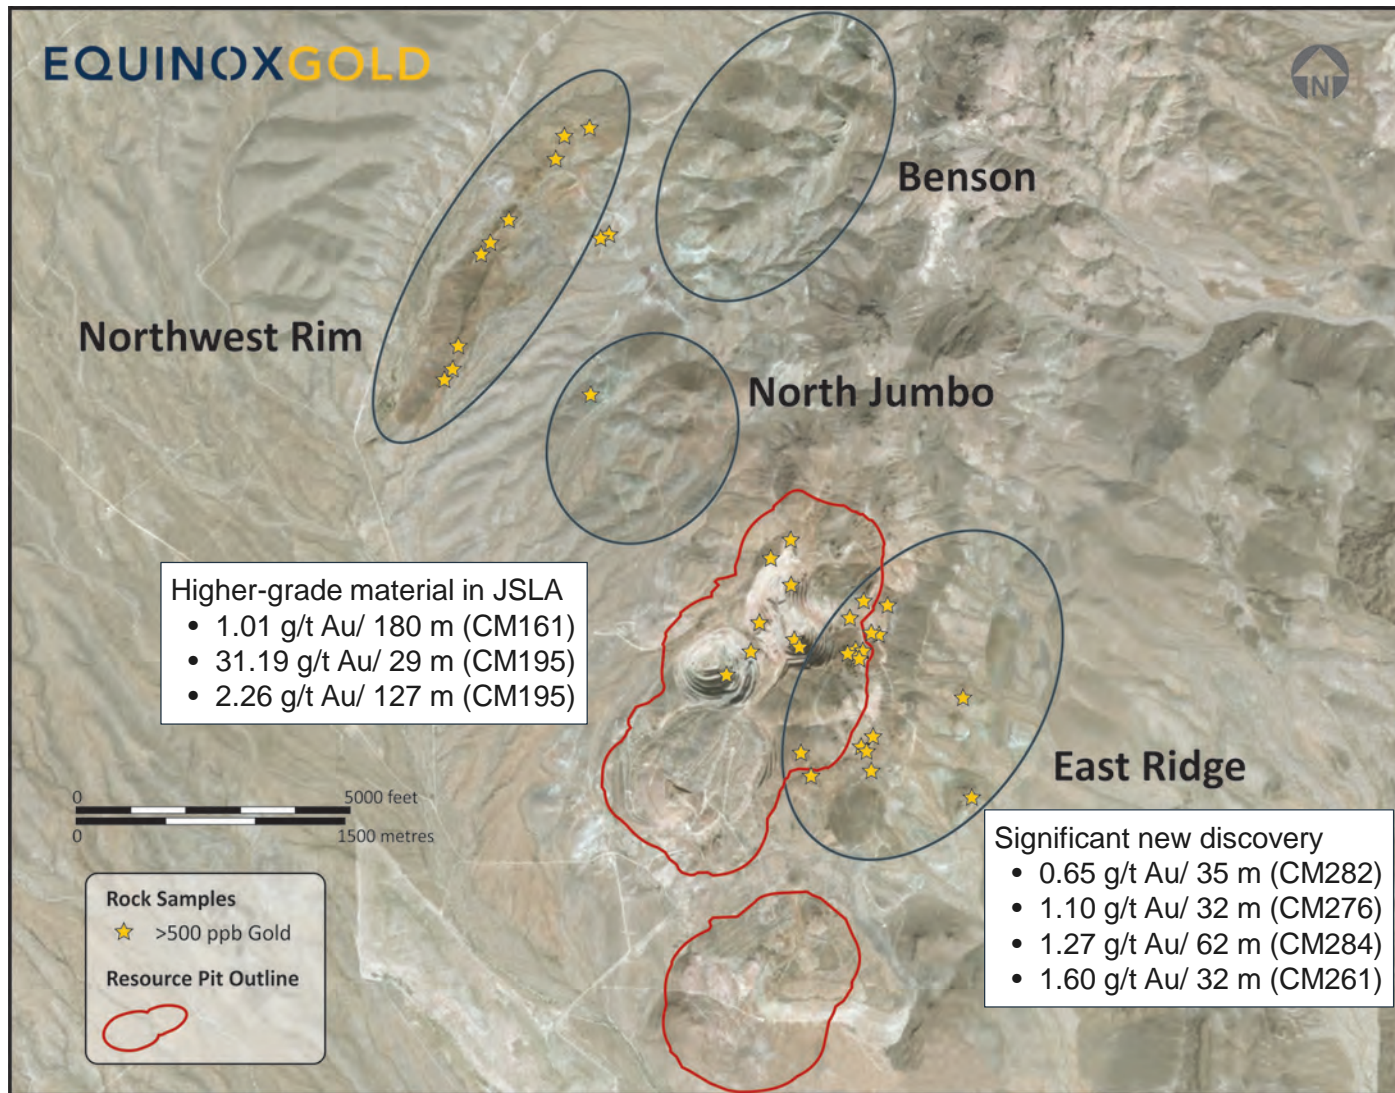 EQUINOXGOLD
N
Benson
Northwest Rim
North Jumbo
Higher-grade material in JSLA
• 1.01 g/t Au/ 180 m (CM161)
• 31.19 g/t Au/ 29 m (CM195)
• 2.26 g/t Au/ 127 m (CM195)
East Ridge
Significant new discovery
• 0.65 g/t Au/ 35 m (CM282)
• 1.10 g/t Au/ 32 m (CM276)
• 1.27 g/t Au/ 62 m (CM284)
• 1.60 g/t Au/ 32 m (CM261)
0 5000 feet
0 1500 metres
Rock Samples
>500 ppb Gold
Resource Pit Outline